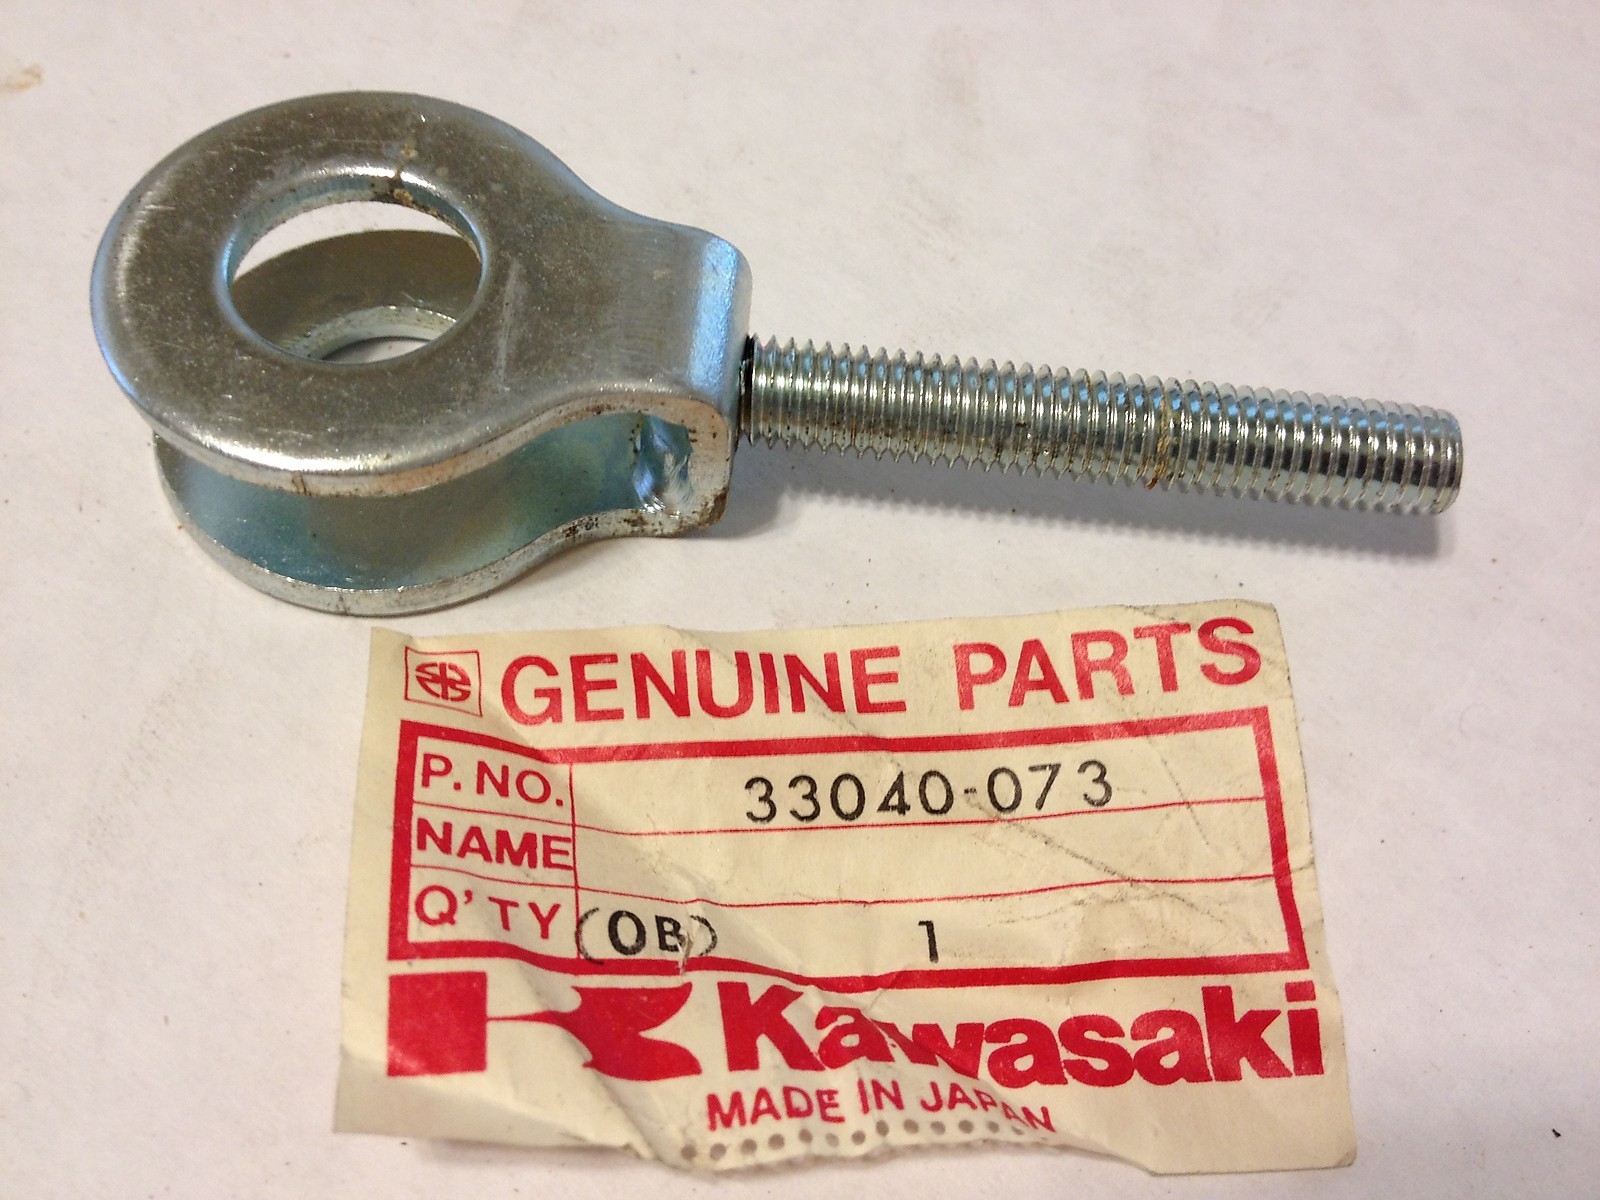 GENUINE PARTS
P.NO. 33040-073
NAME
Q'TY (OB) 1
Kawasaki
MADE IN JAPAN